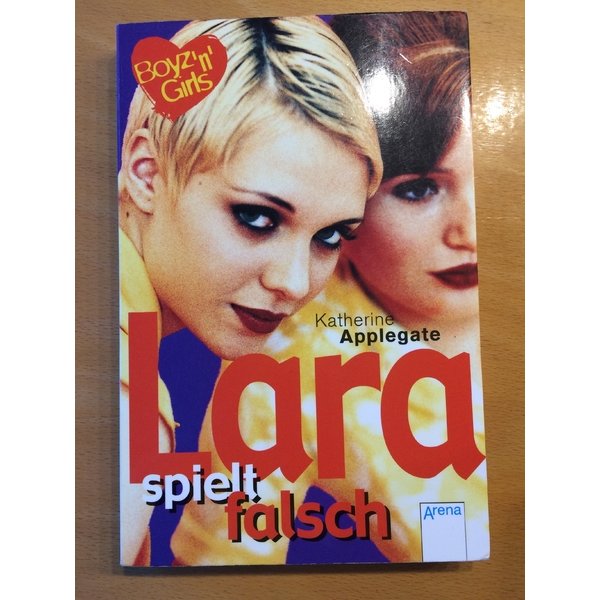 Boyz'n'
Girls
Katherine
Applegate
Lara
spielt
falsch
Arena